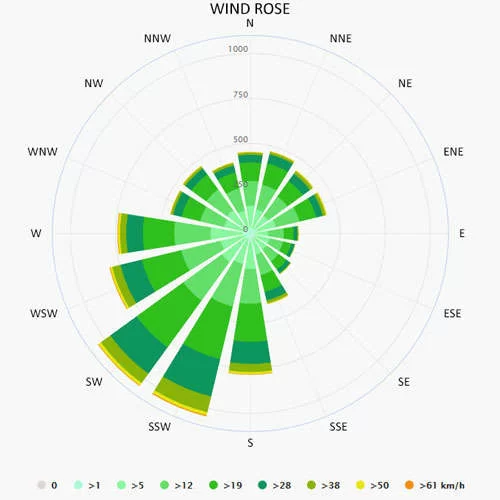 WIND ROSE
N
NNW NNE
1000
NW NE
750
500
WNW ENE
250
W 0 E
WSW ESE
SW SE
SSW SSE
S
0 >1 >5 >12 >19 >28 >38 >50 >61 km/h